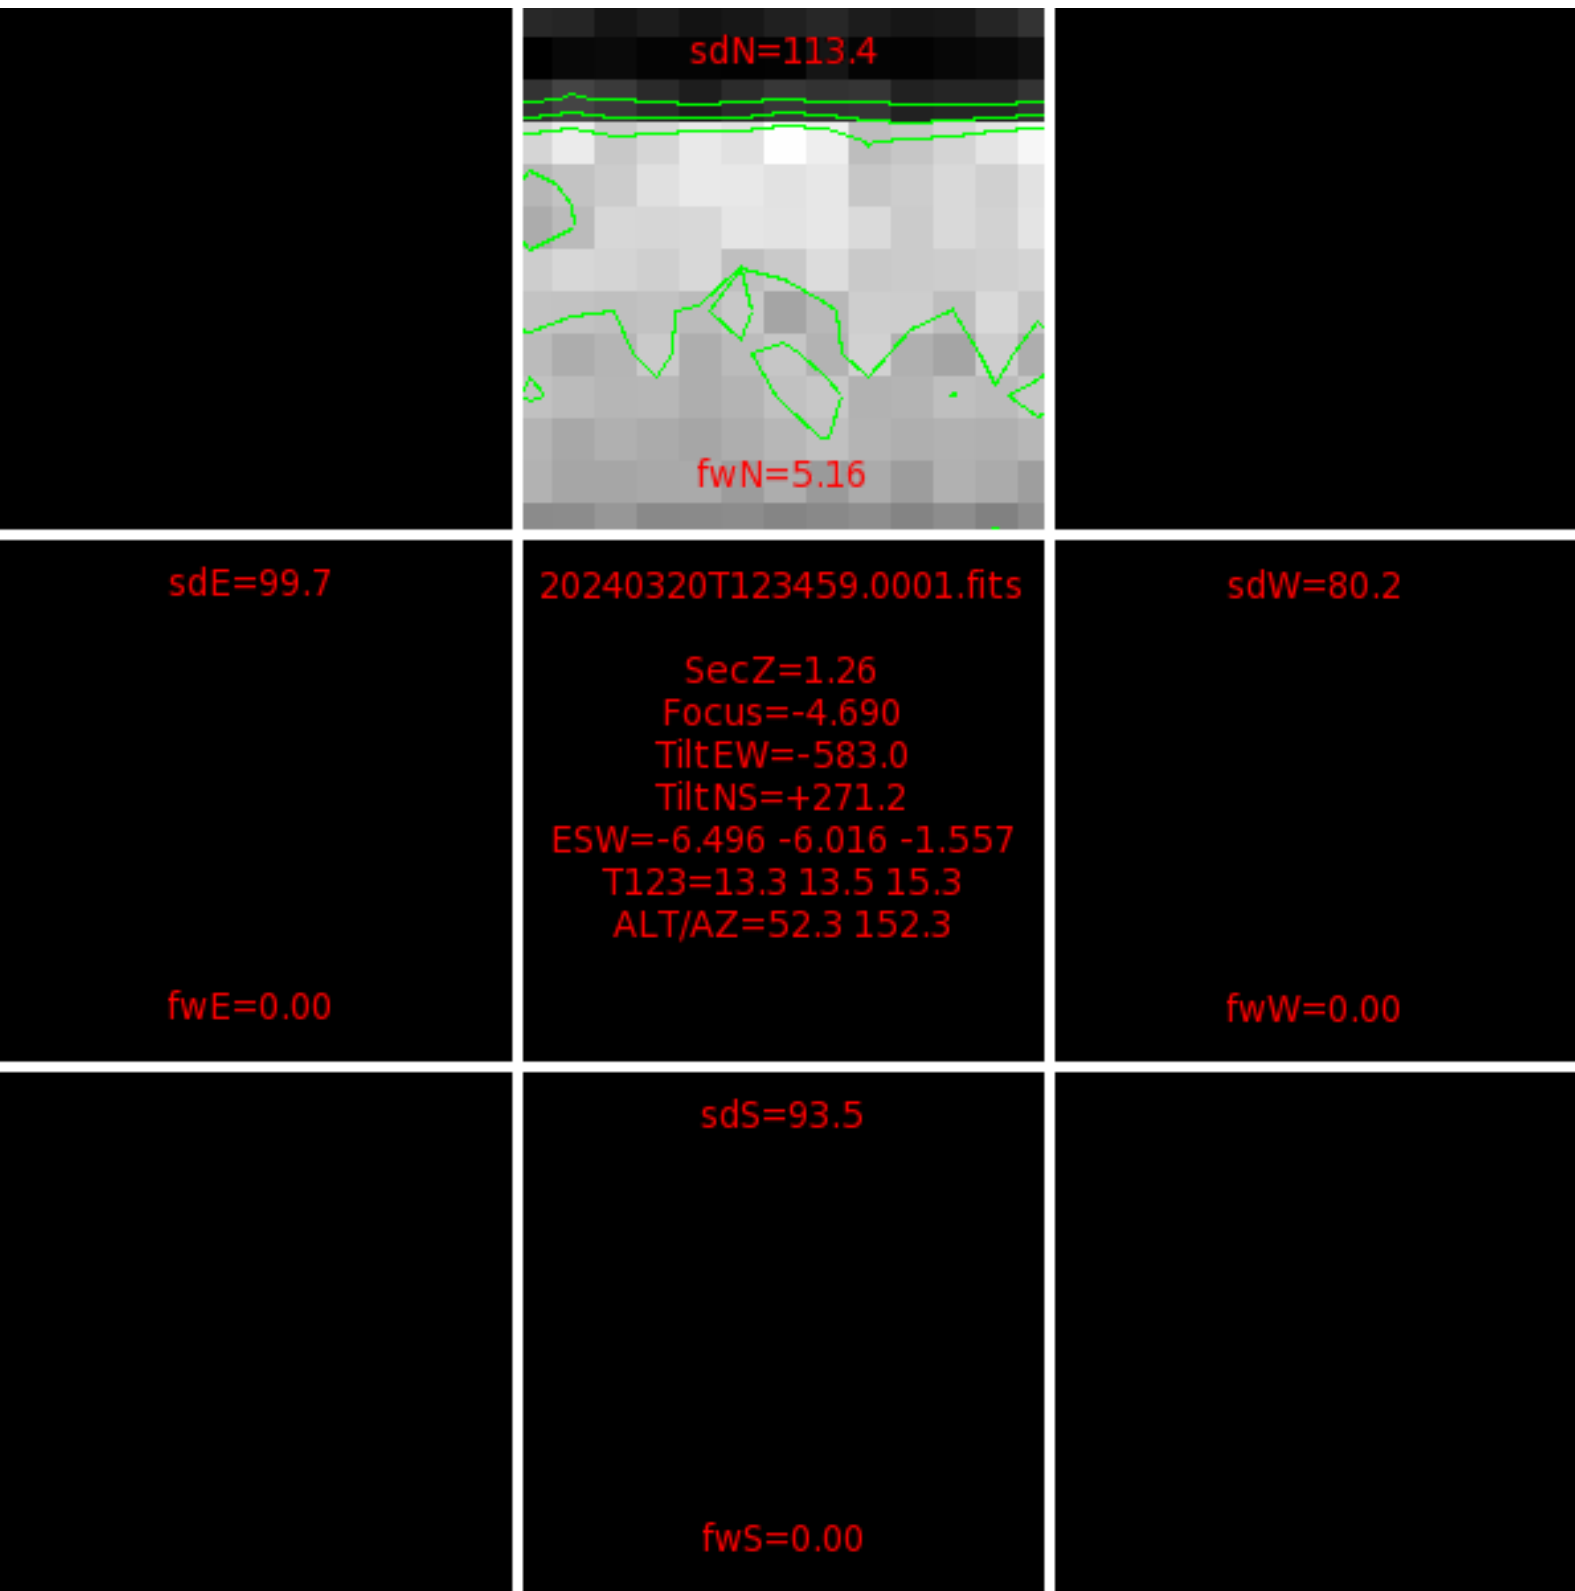 sdN=113.4
fwN=5.16
sdE=99.7
fwE=0.00
20240320T123459.0001.fits
SecZ=1.26
Focus=-4.690
TiltEW=-583.0
TiltNS=+271.2
ESW=-6.496 -6.016 -1.557
T123=13.3 13.5 15.3
ALT/AZ=52.3 152.3
sdW=80.2
fwW=0.00
sdS=93.5
fwS=0.00